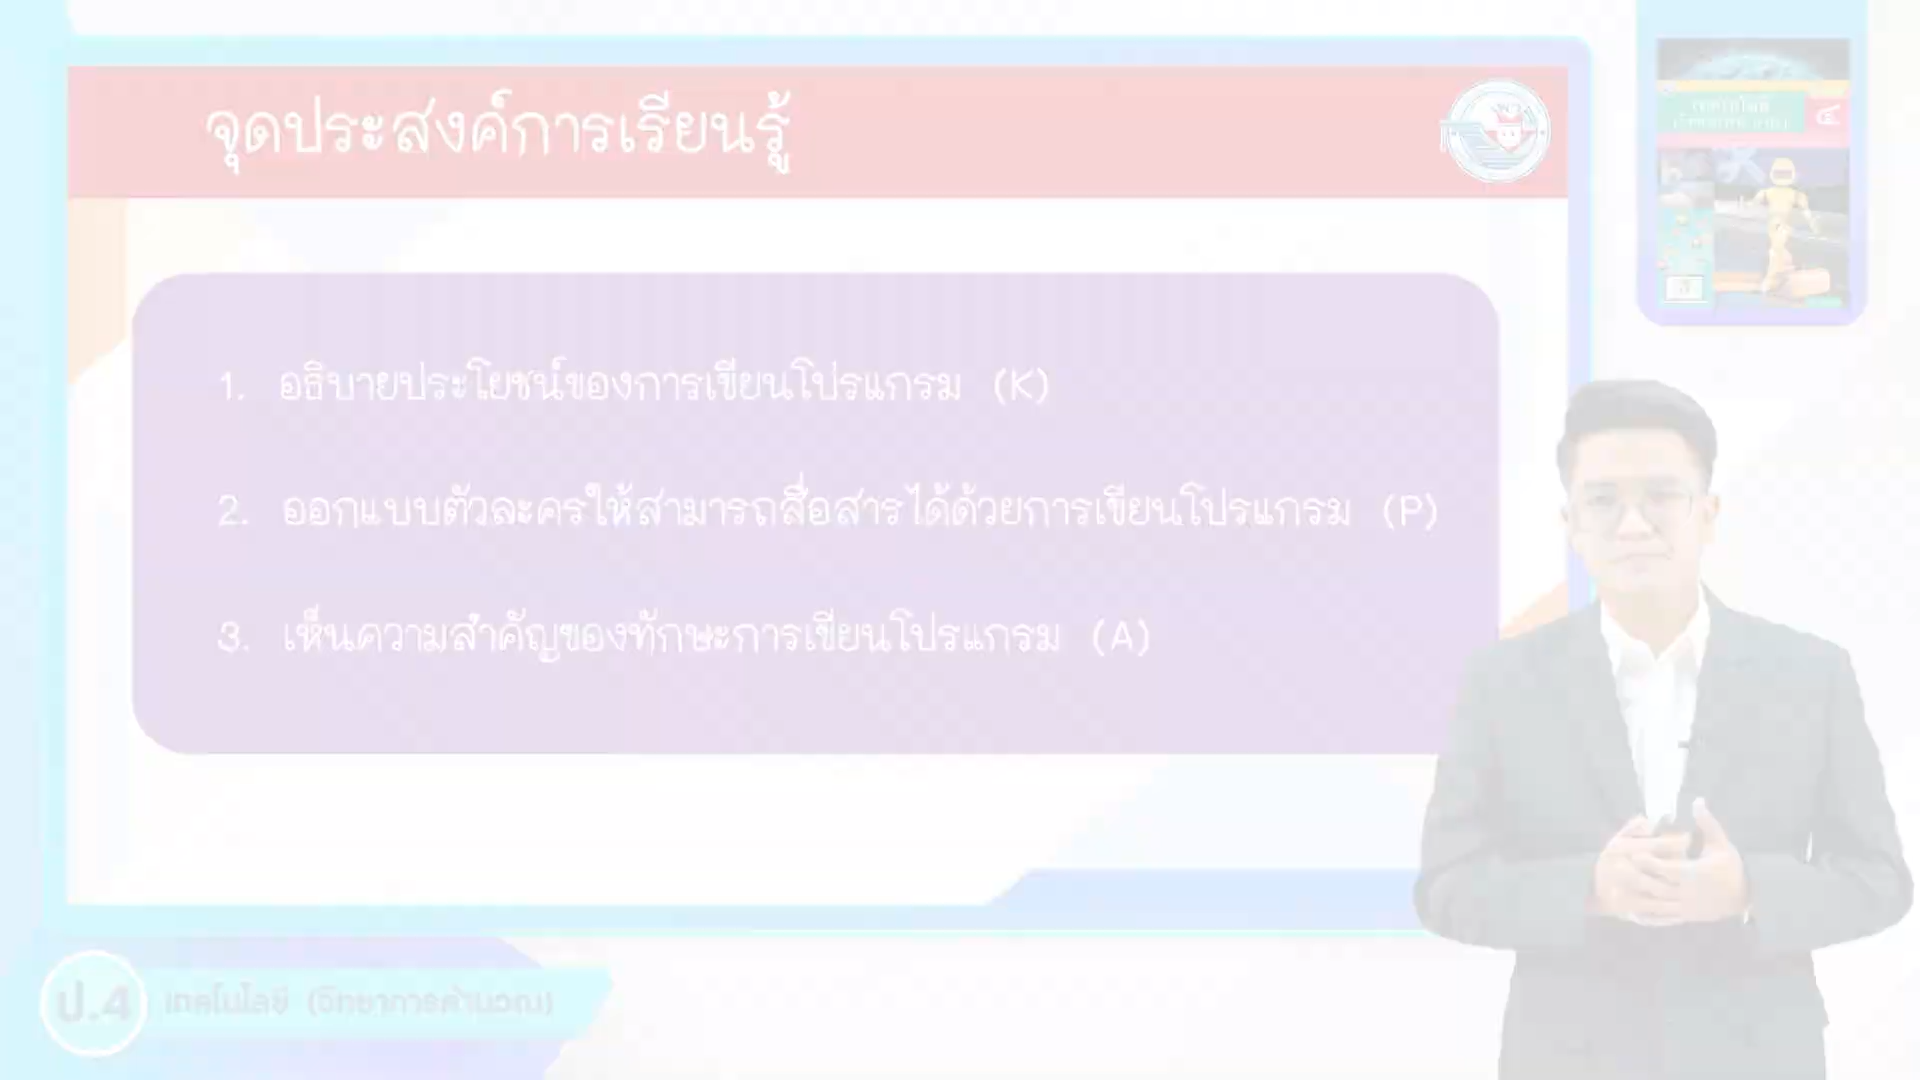 จุดประสงค์การเรียนรู้
1. อธิบายประโยชน์ของการเขียนโปรแกรม (K)
2. ออกแบบตัวละครให้สามารถสื่อสารได้ด้วยการเขียนโปรแกรม (P)
3. เห็นความสำคัญของทักษะการเขียนโปรแกรม (A)
ป.4 เทคโนโลยี (วิทยาการคำนวณ)